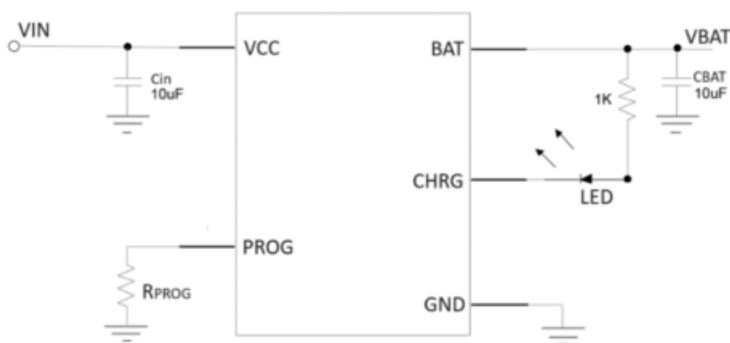 VIN
VCC
BAT
VBAT
Cin
10uF
1K
CBAT
10uF
CHRG
LED
PROG
RPROG
GND